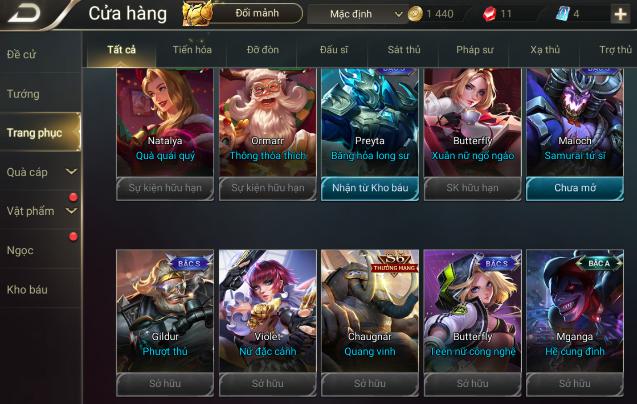 Cửa hàng
Đổi mảnh
Mặc định
1 440
11
4
Đề cử
Tướng
Trang phục
Quà cáp
Vật phẩm
Ngọc
Kho báu
Tất cả
Tiến hóa
Đỡ đòn
Đấu sĩ
Sát thủ
Pháp sư
Xạ thủ
Trợ thủ
Nataiya
Quà quái quỷ
Sự kiện hữu hạn
Ormarr
Thông thỏa thích
Sự kiện hữu hạn
BẬC S
Preyta
Băng hỏa long sư
Nhận từ Kho báu
Butterfly
Xuân nữ ngổ ngáo
SK hữu hạn
BẬC S
Maloch
Samurai tử sĩ
Chưa mở
BẬC S
Gildur
Phượt thủ
Sở hữu
Violet
Nữ đặc cảnh
Sở hữu
S6
THƯỞNG HẠNG
Chaugnar
Quang vinh
Sở hữu
BẬC S
Butterfly
Teen nữ công nghệ
Sở hữu
BẬC A
Mganga
Hề cung đình
Sở hữu